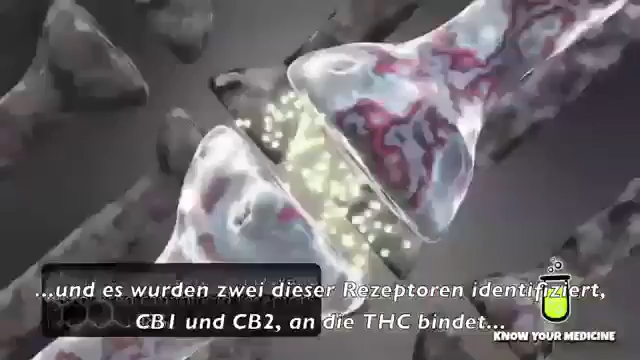 ...und es wurden zwei dieser Rezeptoren identifiziert,
CB1 und CB2, an die THC bindet...
KNOW YOUR MEDICINE